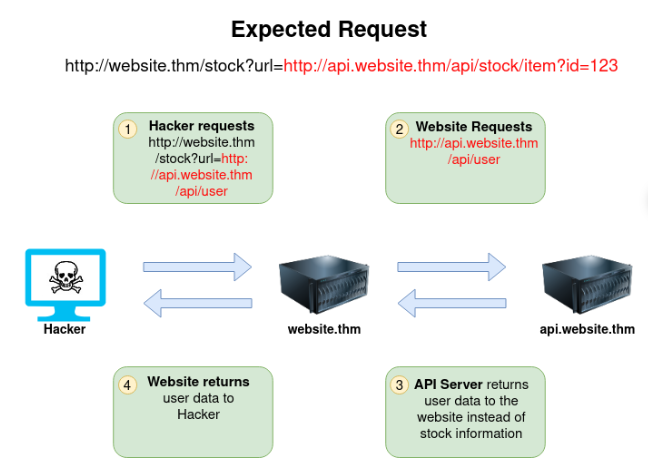 Expected Request
http://website.thm/stock?url=http://api.website.thm/api/stock/item?id=123
1
Hacker requests
http://website.thm
/stock?url=http:
//api.website.thm
/api/user
2
Website Requests
http://api.website.thm
/api/user
Hacker
website.thm
api.website.thm
4
Website returns
user data to
Hacker
3
API Server returns
user data to the
website instead of
stock information